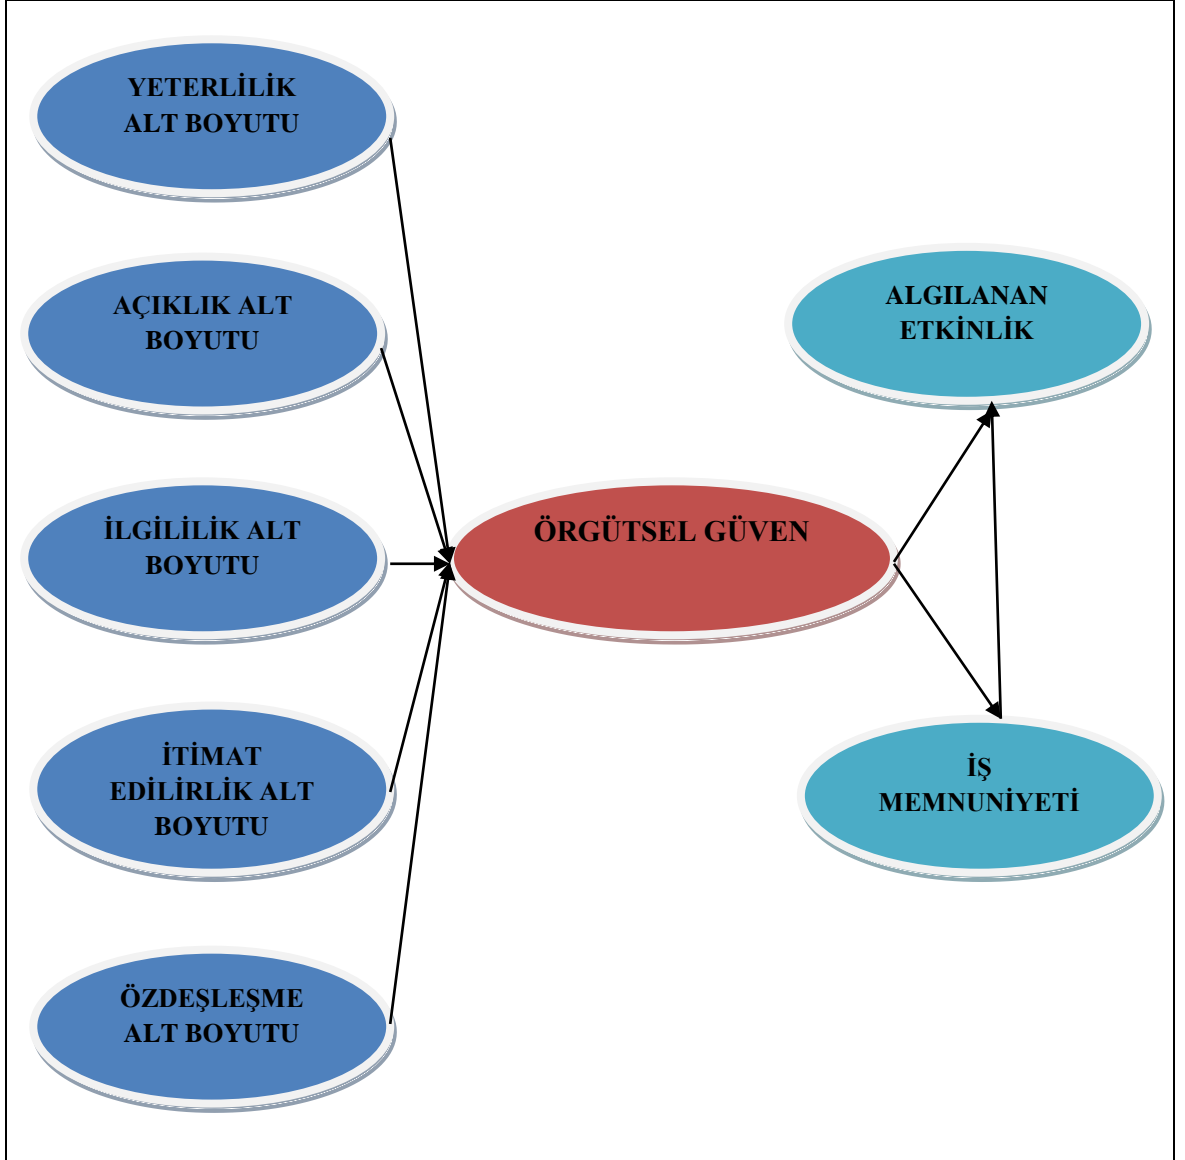 YETERLİLİK
ALT BOYUTU
AÇIKLIK ALT
BOYUTU
İLGİLİLİK ALT
BOYUTU
İTİMAT
EDİLİRLİK ALT
BOYUTU
ÖZDEŞLEŞME
ALT BOYUTU
ÖRGÜTSEL GÜVEN
ALGILANAN
ETKİNLİK
İŞ
MEMNUNİYETİ